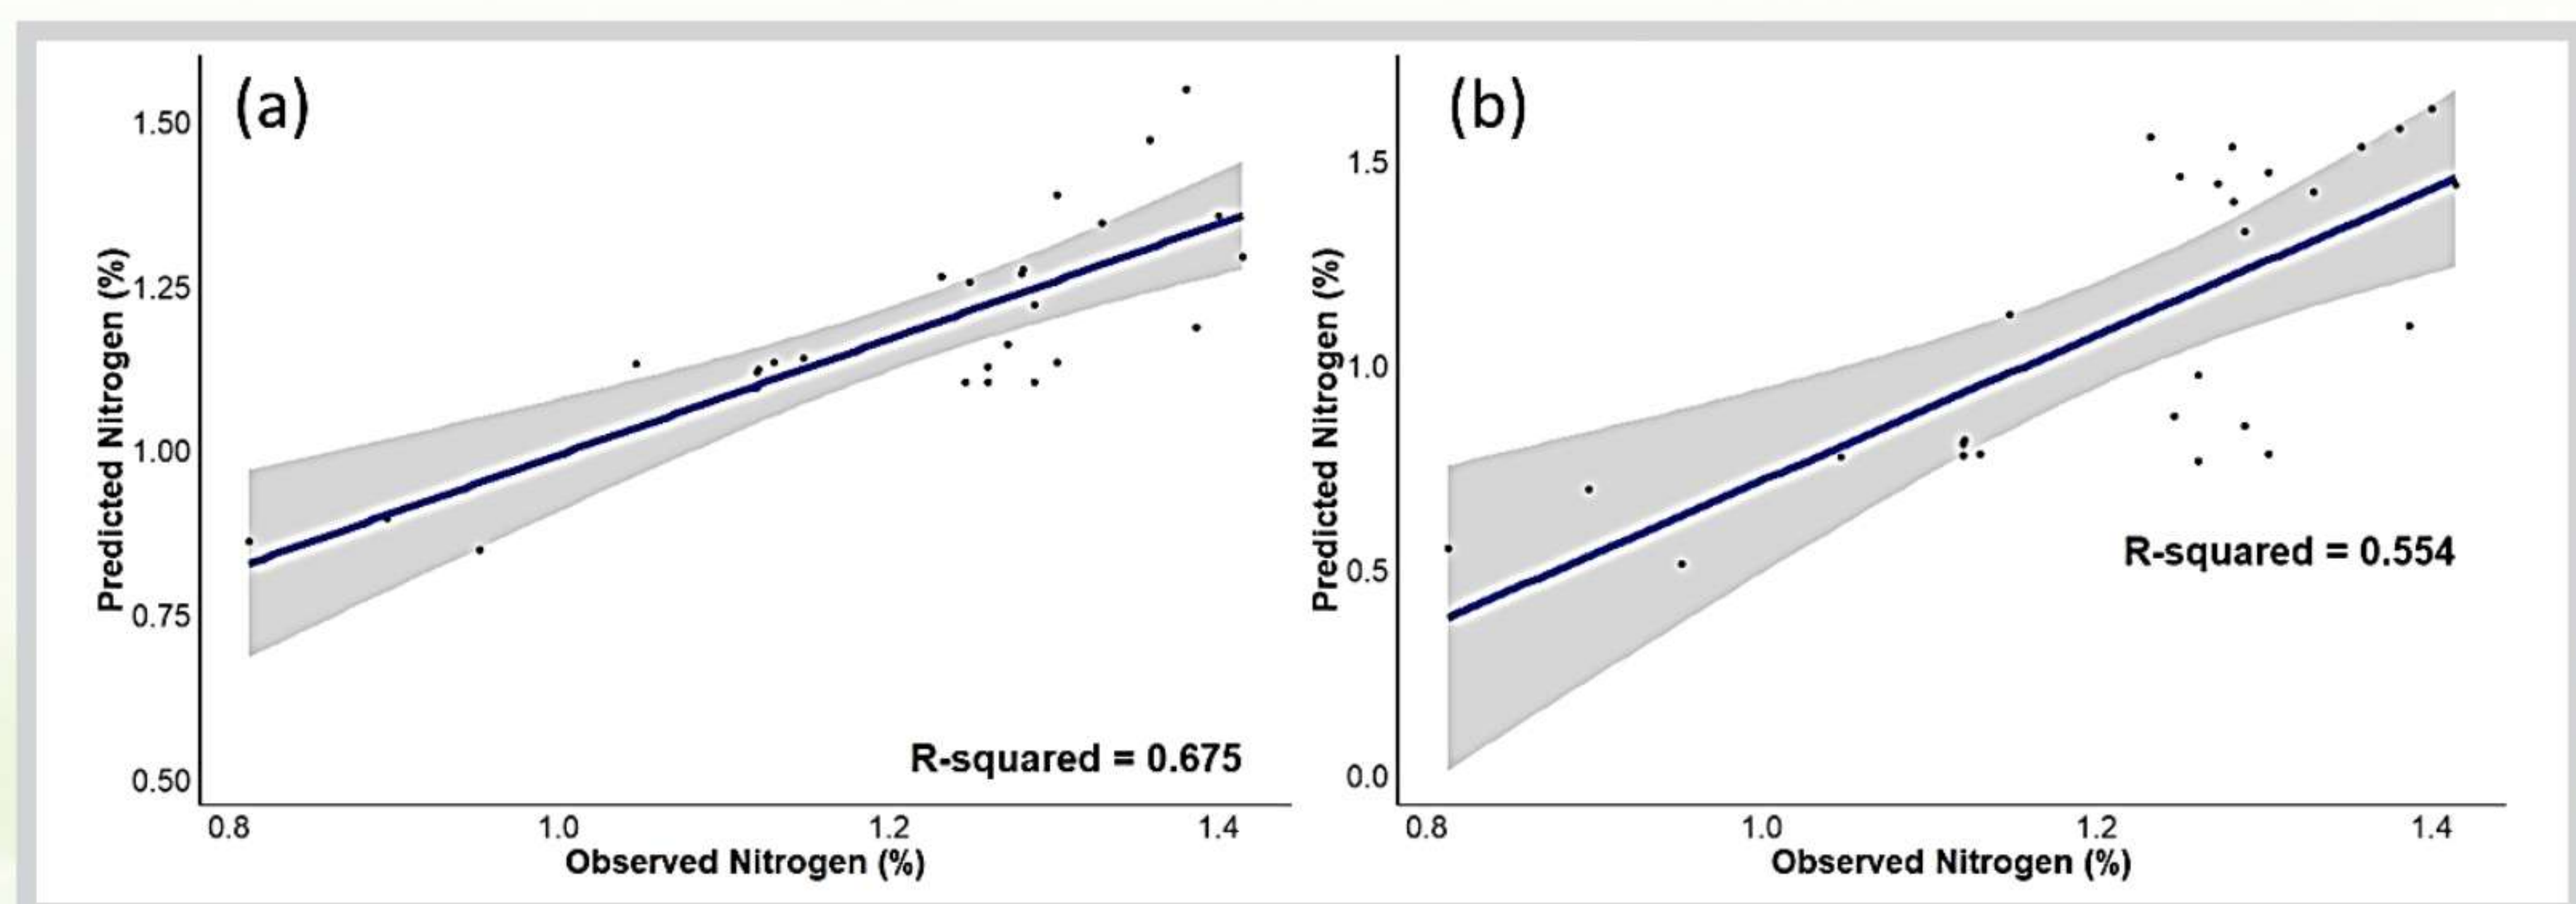 (a)
Predicted Nitrogen (%)
1.50
1.25
1.00
0.75
0.50
R-squared = 0.675
0.8 1.0 1.2 1.4
Observed Nitrogen (%)
(b)
Predicted Nitrogen (%)
1.5
1.0
0.5
0.0
R-squared = 0.554
0.8 1.0 1.2 1.4
Observed Nitrogen (%)